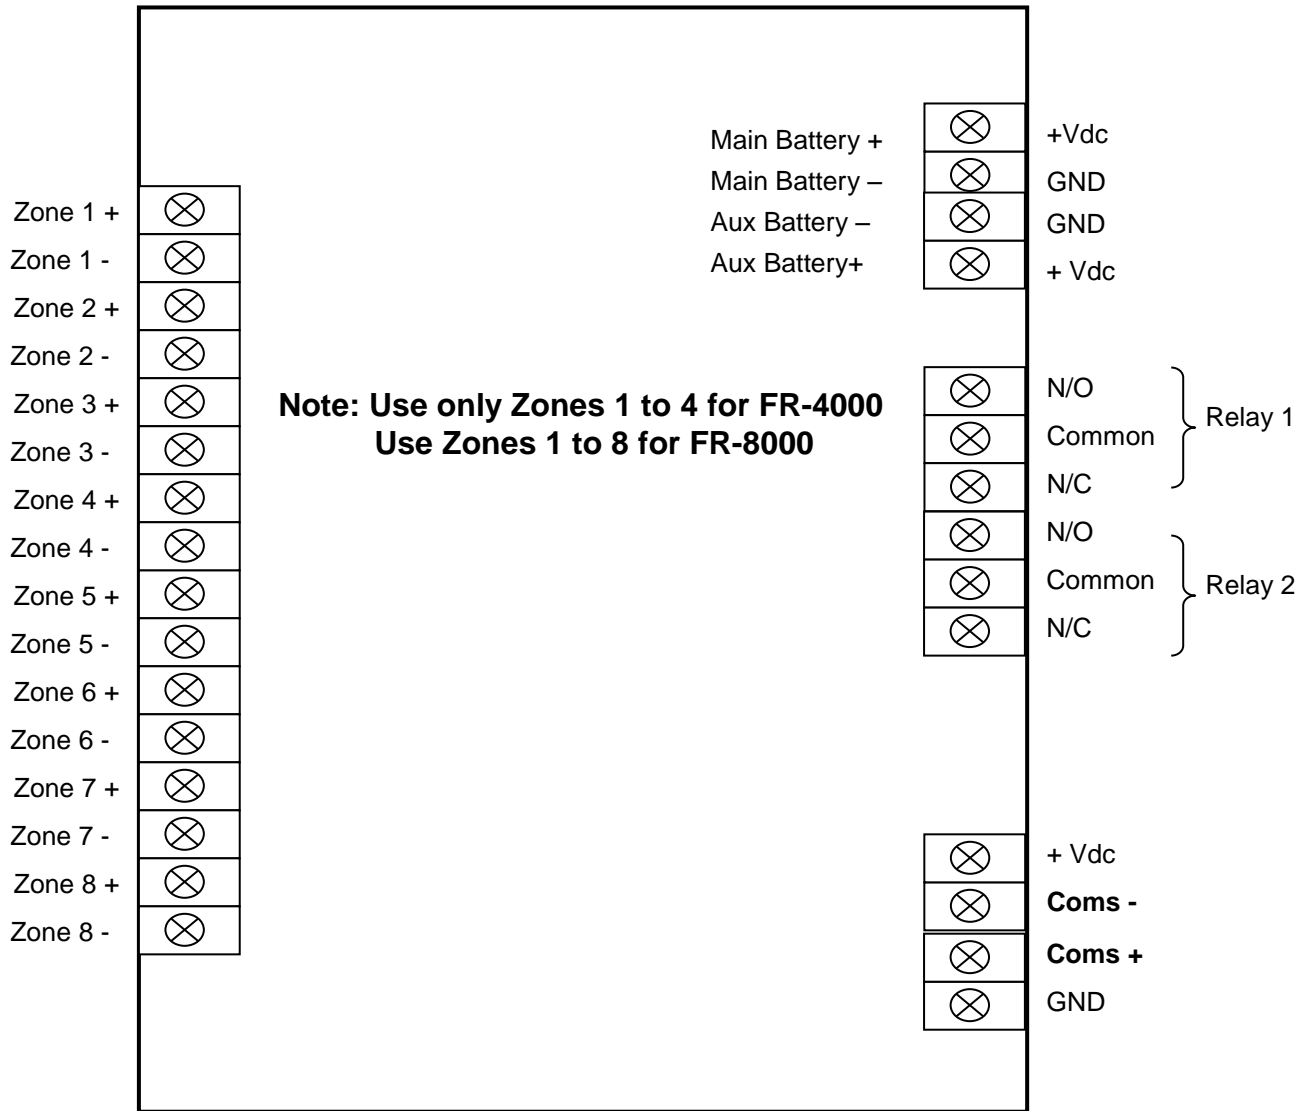 Main Battery +
Main Battery –
Aux Battery –
Aux Battery+
+Vdc
GND
GND
+ Vdc
Zone 1 +
Zone 1 -
Zone 2 +
Zone 2 -
Zone 3 +
Zone 3 -
Zone 4 +
Zone 4 -
Zone 5 +
Zone 5 -
Zone 6 +
Zone 6 -
Zone 7 +
Zone 7 -
Zone 8 +
Zone 8 -
Note: Use only Zones 1 to 4 for FR-4000
Use Zones 1 to 8 for FR-8000
N/O
Common
N/C
Relay 1
N/O
Common
N/C
Relay 2
+ Vdc
Coms -
Coms +
GND